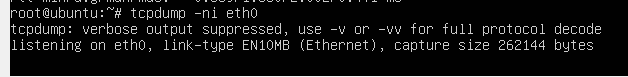 root@ubuntu:~# tcpdump -ni eth0
tcpdump: verbose output suppressed, use -v or -vv for full protocol decode
listening on eth0, link-type EN10MB (Ethernet), capture size 262144 bytes